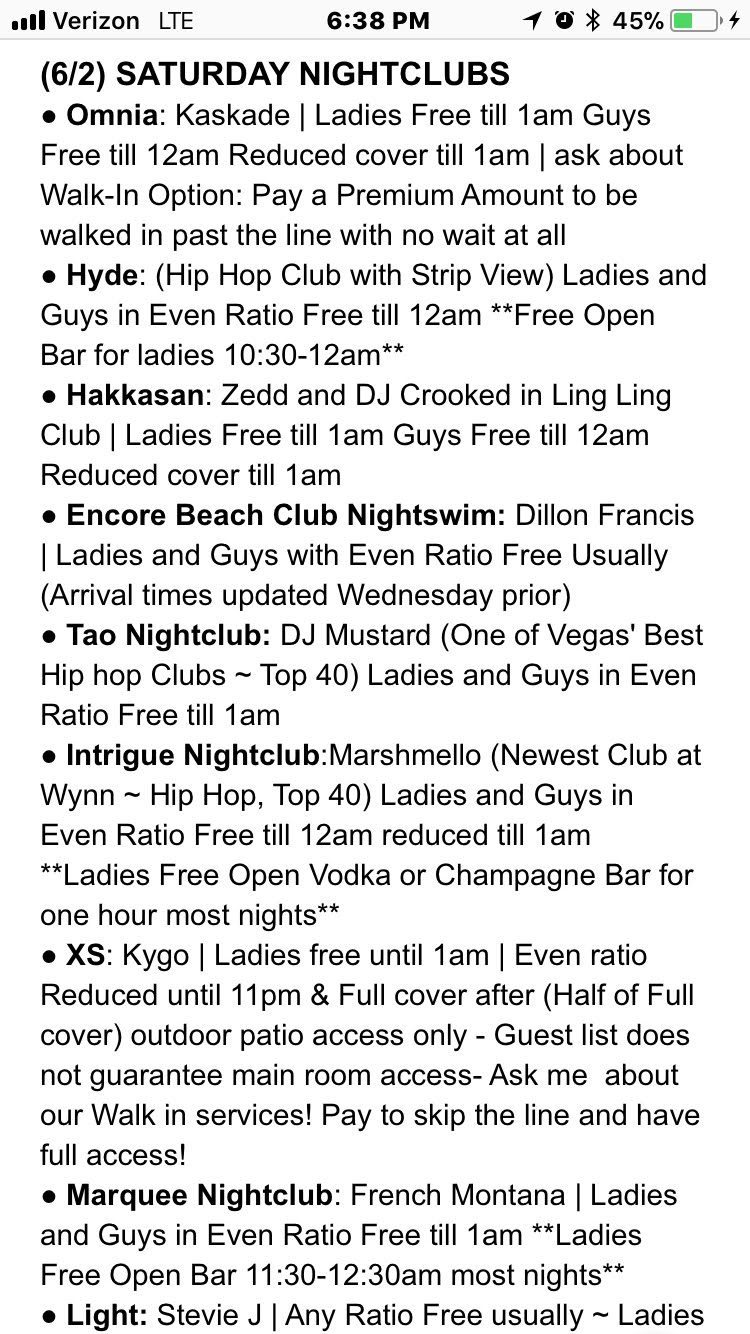 Verizon LTE 6:38 PM 45%
(6/2) SATURDAY NIGHTCLUBS
● Omnia: Kaskade | Ladies Free till 1am Guys
Free till 12am Reduced cover till 1am | ask about
Walk-In Option: Pay a Premium Amount to be
walked in past the line with no wait at all
● Hyde: (Hip Hop Club with Strip View) Ladies and
Guys in Even Ratio Free till 12am **Free Open
Bar for ladies 10:30-12am**
● Hakkasan: Zedd and DJ Crooked in Ling Ling
Club | Ladies Free till 1am Guys Free till 12am
Reduced cover till 1am
● Encore Beach Club Nightswim: Dillon Francis
| Ladies and Guys with Even Ratio Free Usually
(Arrival times updated Wednesday prior)
● Tao Nightclub: DJ Mustard (One of Vegas' Best
Hip hop Clubs ~ Top 40) Ladies and Guys in Even
Ratio Free till 1am
● Intrigue Nightclub:Marshmello (Newest Club at
Wynn ~ Hip Hop, Top 40) Ladies and Guys in
Even Ratio Free till 12am reduced till 1am
**Ladies Free Open Vodka or Champagne Bar for
one hour most nights**
● XS: Kygo | Ladies free until 1am | Even ratio
Reduced until 11pm & Full cover after (Half of Full
cover) outdoor patio access only - Guest list does
not guarantee main room access- Ask me  about
our Walk in services! Pay to skip the line and have
full access!
● Marquee Nightclub: French Montana | Ladies
and Guys in Even Ratio Free till 1am **Ladies
Free Open Bar 11:30-12:30am most nights**
● Light: Stevie J | Any Ratio Free usually ~ Ladies